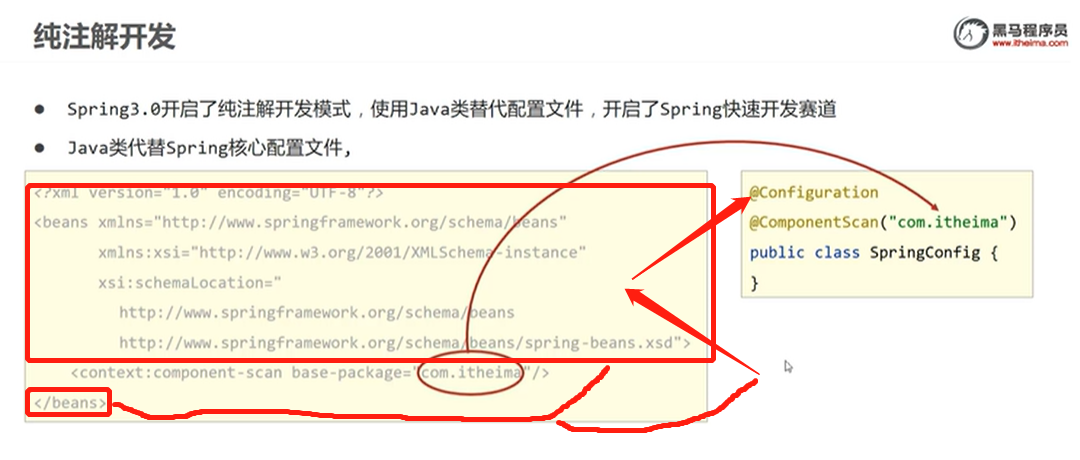 纯注解开发
黑马程序员
www.itheima.com
● Spring3.0开启了纯注解开发模式，使用Java类替代配置文件，开启了Spring快速开发赛道
● Java类代替Spring核心配置文件,
<?xml version="1.0" encoding="UTF-8"?>
<beans xmlns="http://www.springframework.org/schema/beans"
xmlns:xsi="http://www.w3.org/2001/XMLSchema-instance"
xsi:schemaLocation="
http://www.springframework.org/schema/beans
http://www.springframework.org/schema/beans/spring-beans.xsd">
<context:component-scan base-package="com.itheima"/>
</beans>
@Configuration
@ComponentScan("com.itheima")
public class SpringConfig {
}